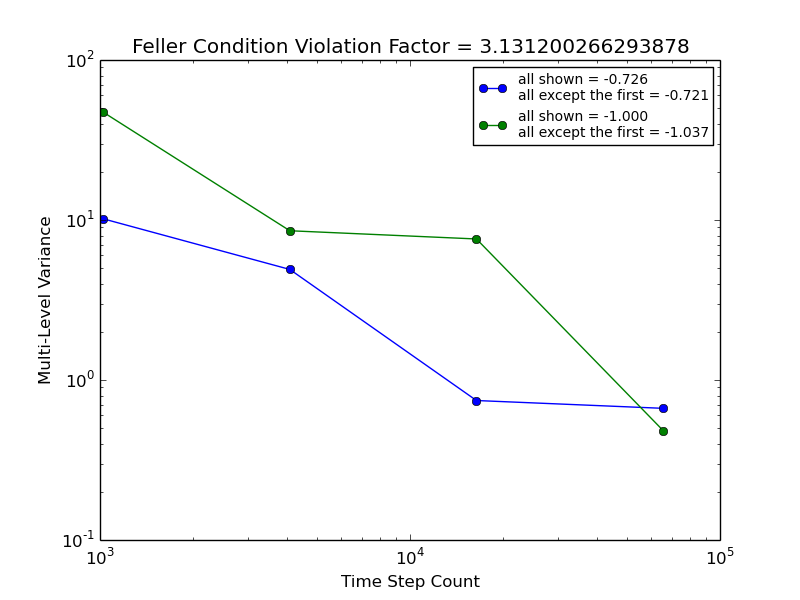 Feller Condition Violation Factor = 3.131200266293878
all shown = -0.726
all except the first = -0.721
all shown = -1.000
all except the first = -1.037
Multi-Level Variance
10^2
10^1
10^0
10^-1
10^3
10^4
10^5
Time Step Count